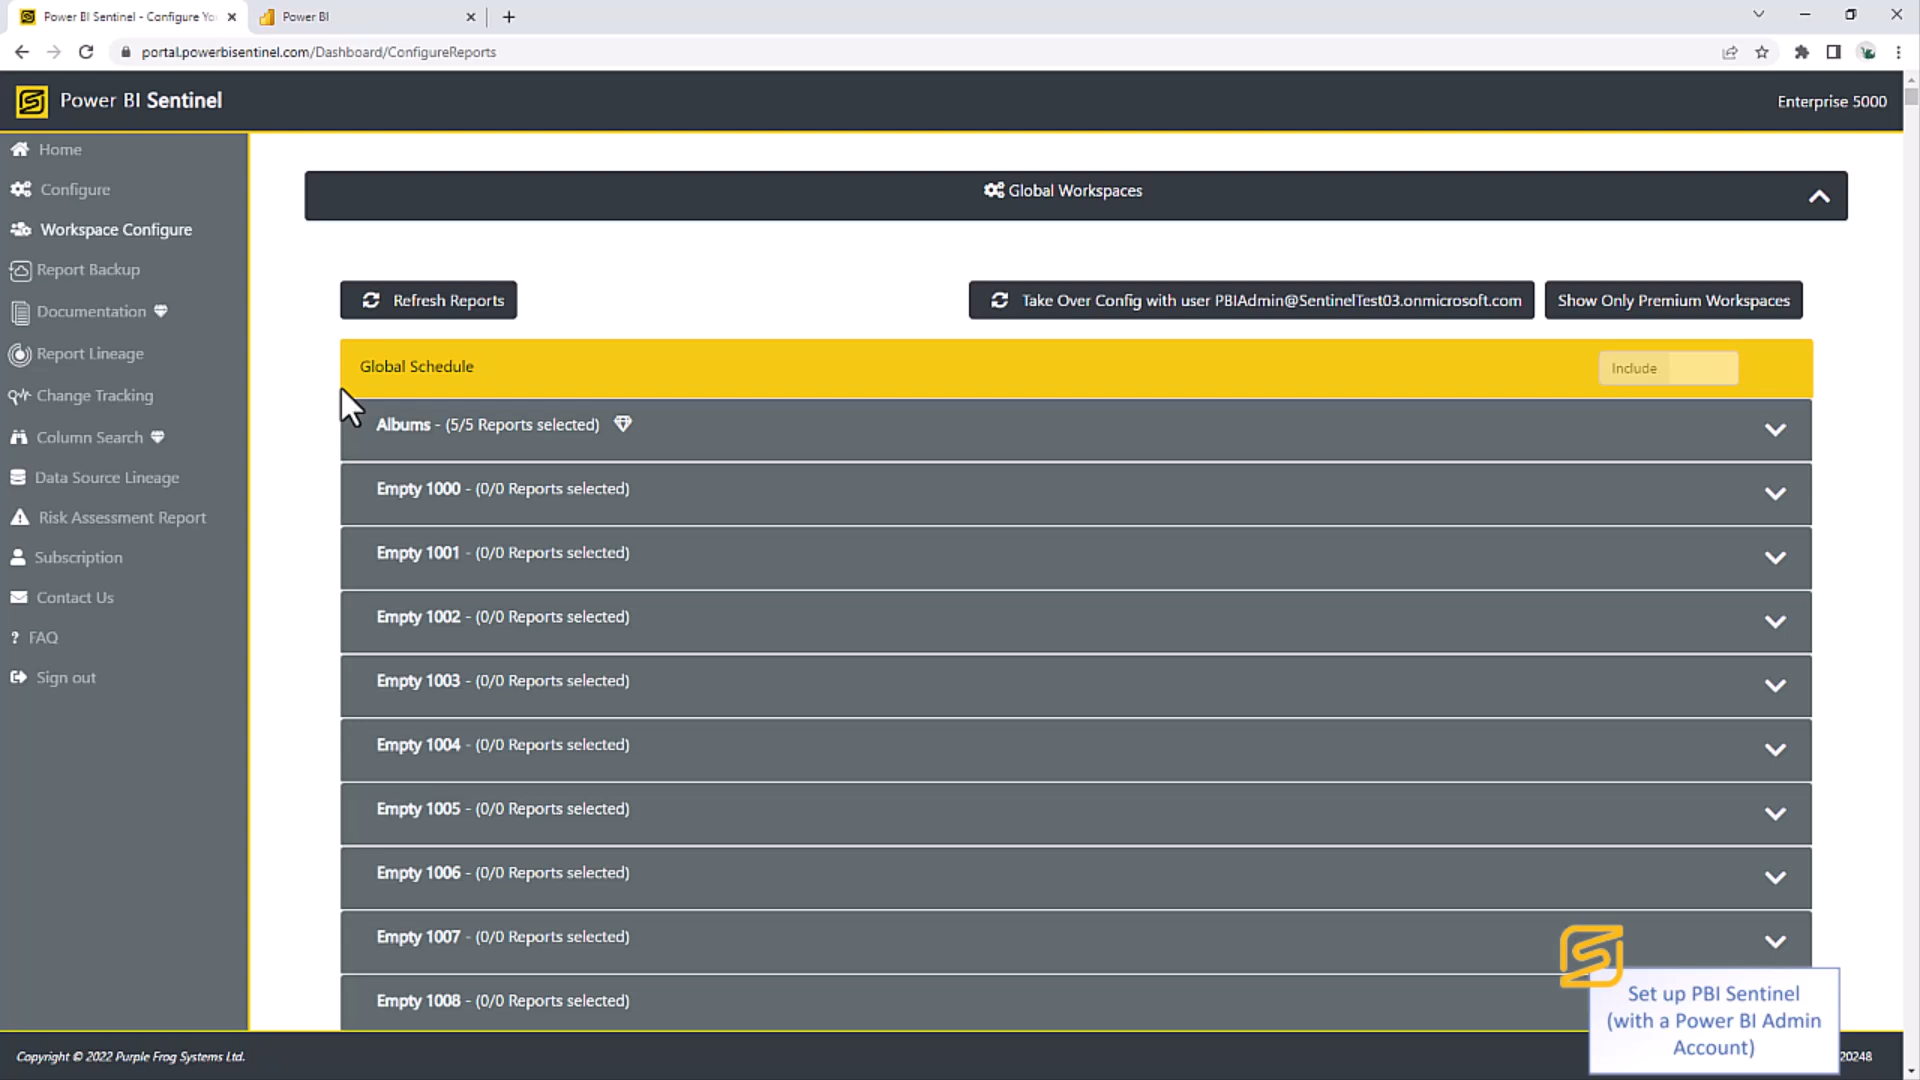 Power BI Sentinel - Configure Yo
Power BI
portal.powerbisentinel.com/Dashboard/ConfigureReports
Power BI Sentinel
Enterprise 5000
Home
Configure
Workspace Configure
Report Backup
Documentation
Report Lineage
Change Tracking
Column Search
Data Source Lineage
Risk Assessment Report
Subscription
Contact Us
? FAQ
Sign out
Global Workspaces
Refresh Reports
Take Over Config with user PBIAdmin@SentinelTest03.onmicrosoft.com
Show Only Premium Workspaces
Global Schedule
Include
Albums - (5/5 Reports selected)
Empty 1000 - (0/0 Reports selected)
Empty 1001 - (0/0 Reports selected)
Empty 1002 - (0/0 Reports selected)
Empty 1003 - (0/0 Reports selected)
Empty 1004 - (0/0 Reports selected)
Empty 1005 - (0/0 Reports selected)
Empty 1006 - (0/0 Reports selected)
Empty 1007 - (0/0 Reports selected)
Empty 1008 - (0/0 Reports selected)
Set up PBI Sentinel
(with a Power BI Admin
Account)
Copyright © 2022 Purple Frog Systems Ltd.
20248